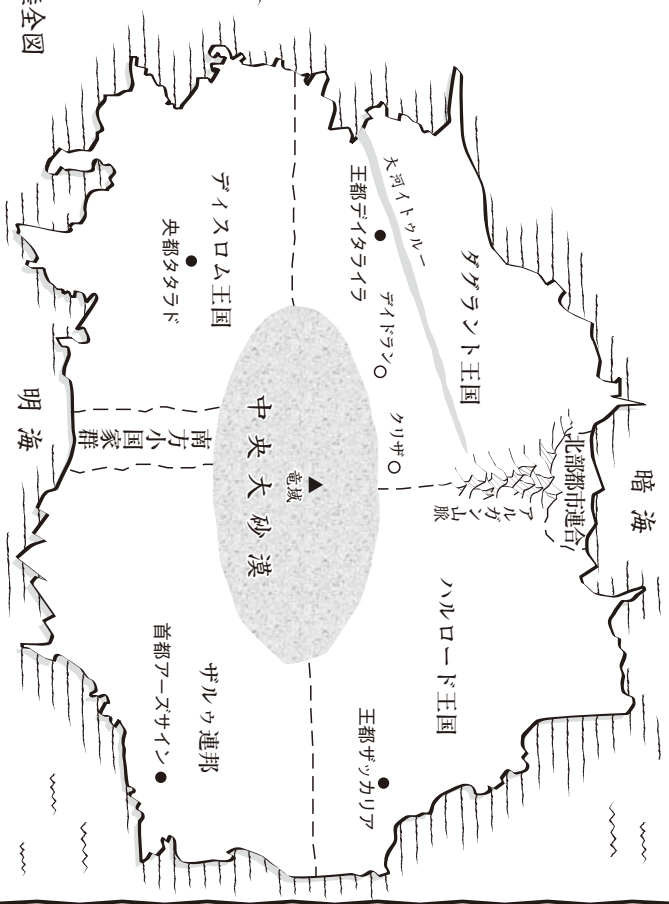 全図
暗海
北部都市連合
アルガン山脈
ダグラント王国
大河イトゥルー
王都デイタライラ
デイドラン
クリザ
ハルロード王国
王都ザッカリア
中央大砂漠
竜域
ディスロム王国
央都タタラド
南方小国家群
ザルゥ連邦
首都アーズサイン
明海